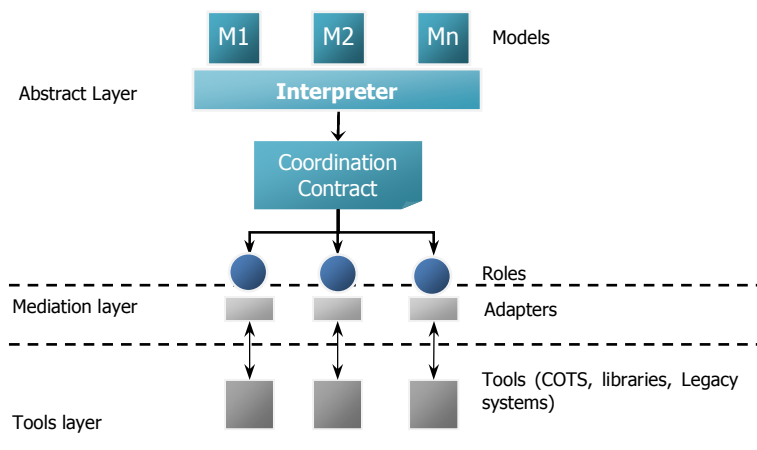 M1 M2 Mn Models
Abstract Layer
Interpreter
Coordination
Contract
Roles
Mediation layer
Adapters
Tools (COTS, libraries, Legacy
systems)
Tools layer